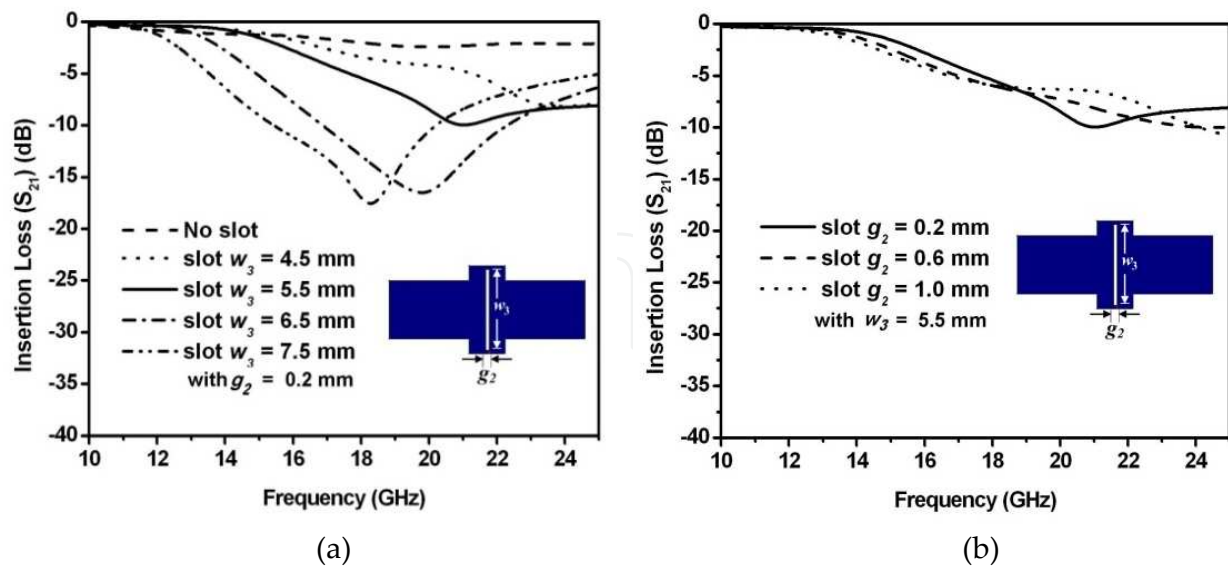 0
-5
-10
-15
-20
-25
-30
-35
-40
Insertion Loss (S21) (dB)
No slot
slot w3 = 4.5 mm
slot w3 = 5.5 mm
slot w3 = 6.5 mm
slot w3 = 7.5 mm
with g2 = 0.2 mm
w3
g2
10 12 14 16 18 20 22 24
Frequency (GHz)
(a)
0
-5
-10
-15
-20
-25
-30
-35
-40
Insertion Loss (S21) (dB)
slot g2 = 0.2 mm
slot g2 = 0.6 mm
slot g2 = 1.0 mm
with w3 = 5.5 mm
w3
g2
10 12 14 16 18 20 22 24
Frequency (GHz)
(b)